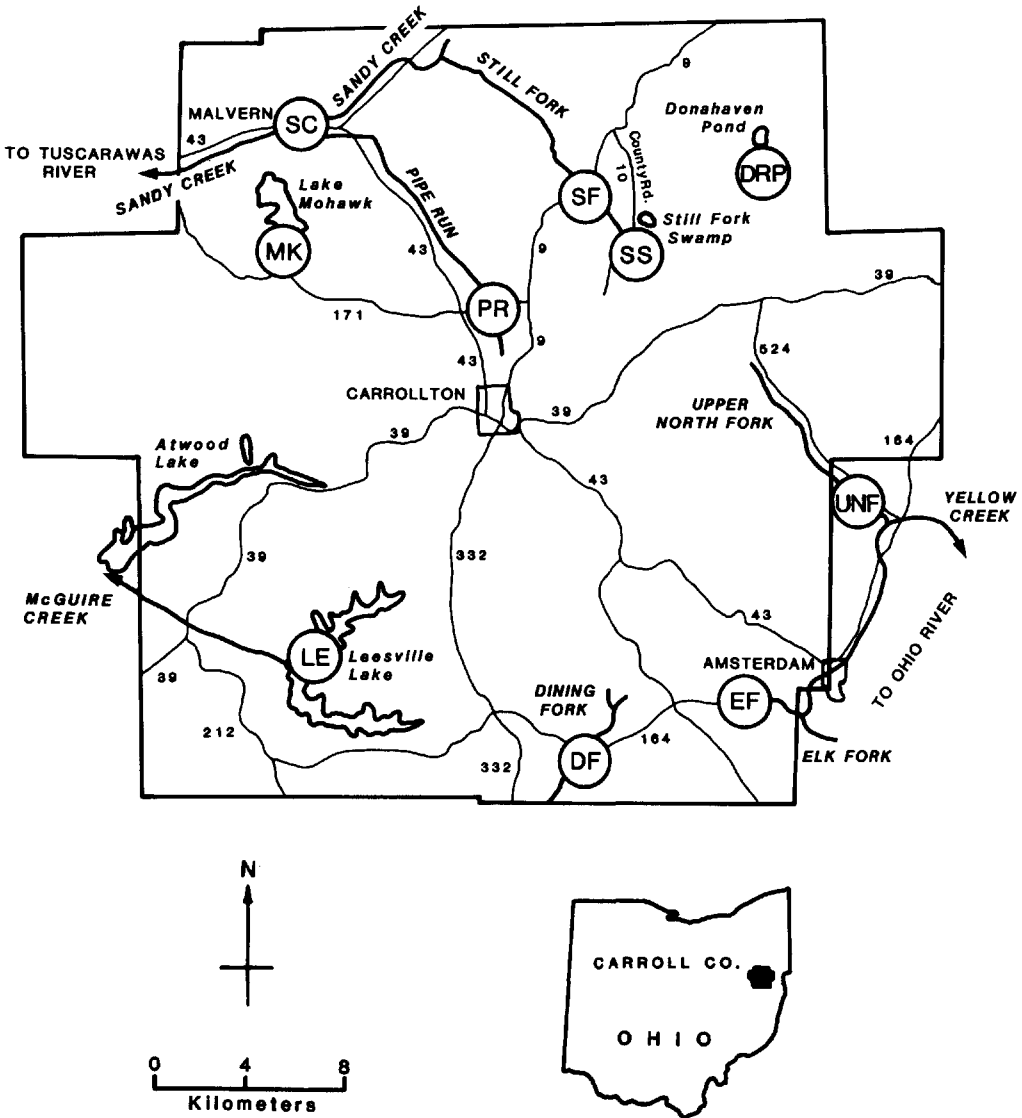 SANDY CREEK
STILL FORK
9
MALVERN
SC
43
Donahaven
Pond
TO TUSCARAWAS
RIVER
SANDY CREEK
County Rd.
10
DRP
Lake
Mohawk
PIPE RUN
SF
Still Fork
Swamp
MK
43
9
SS
39
PR
171
43
9
524
CARROLLTON
39
UPPER
NORTH FORK
39
164
Atwood
Lake
43
UNF
YELLOW
CREEK
39
332
McGUIRE
CREEK
43
LE
Leesville
Lake
AMSTERDAM
TO OHIO RIVER
39
DINING
FORK
EF
212
164
ELK FORK
332
DF
N
CARROLL CO.
OHIO
0 4 8
Kilometers